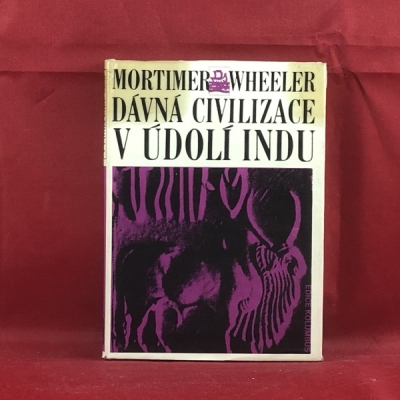 MORTIMER WHEELER
DÁVNÁ CIVILIZACE
V ÚDOLÍ INDU
EDICE KOLUMBUS